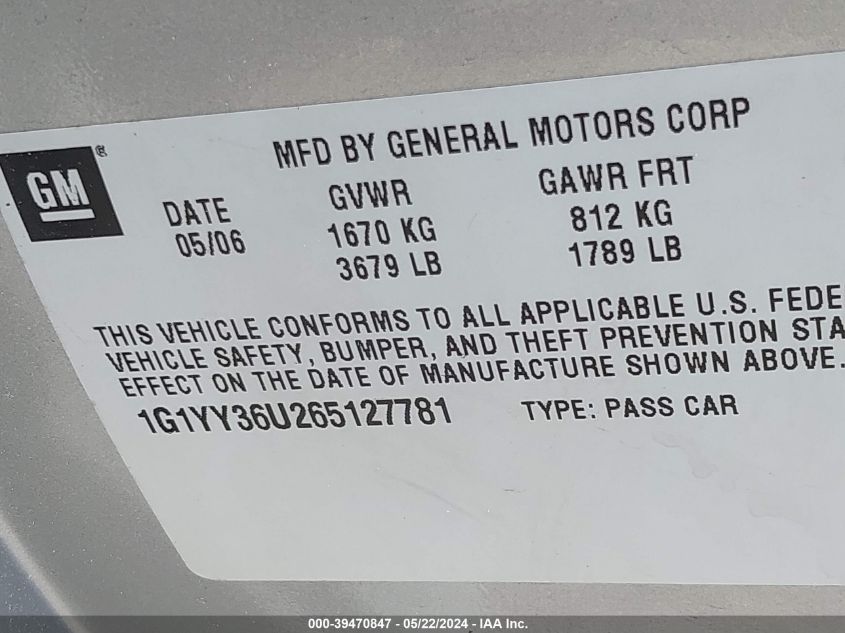 MFD BY GENERAL MOTORS CORP
GM®
DATE GVWR GAWR FRT
05/06 1670 KG 812 KG
3679 LB 1789 LB
THIS VEHICLE CONFORMS TO ALL APPLICABLE U.S. FEDE
VEHICLE SAFETY, BUMPER, AND THEFT PREVENTION STA
EFFECT ON THE DATE OF MANUFACTURE SHOWN ABOVE.
1G1YY36U265127781 TYPE: PASS CAR
000-39470847 - 05/22/2024 - IAA Inc.